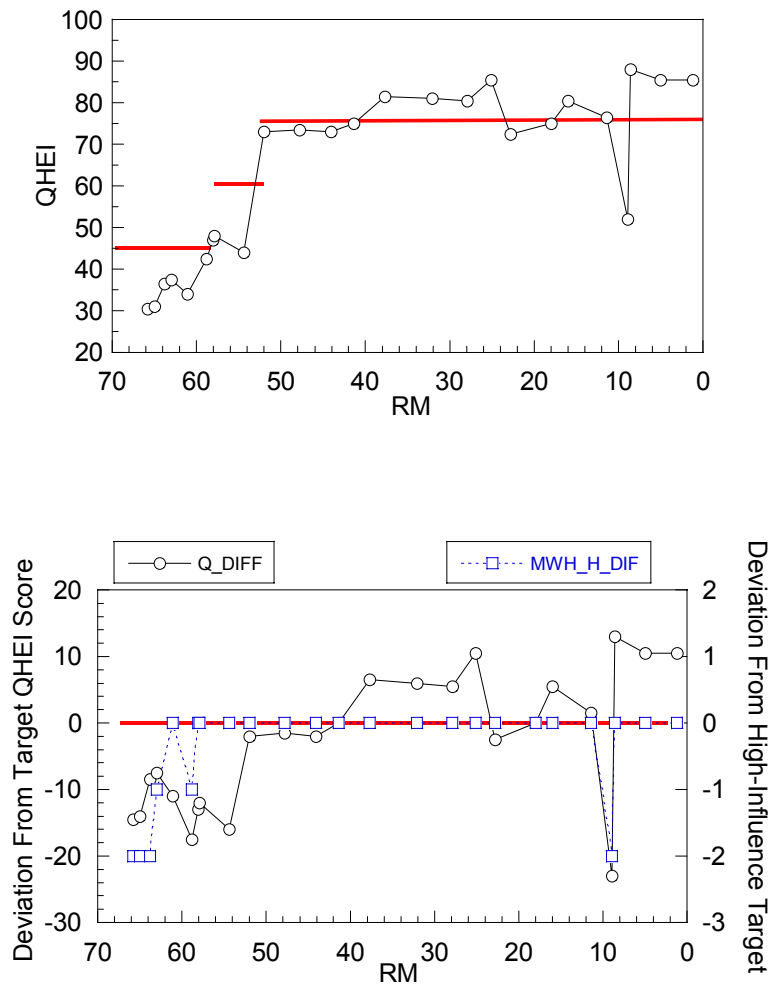 100
90
80
70
60
50
40
30
20
QHEI
70 60 50 40 30 20 10 0
RM
Q_DIFF MWH_H_DIF
20
10
0
-10
-20
-30
Deviation From Target QHEI Score
2
1
0
-1
-2
-3
Deviation From High-Influence Target
70 60 50 40 30 20 10 0
RM